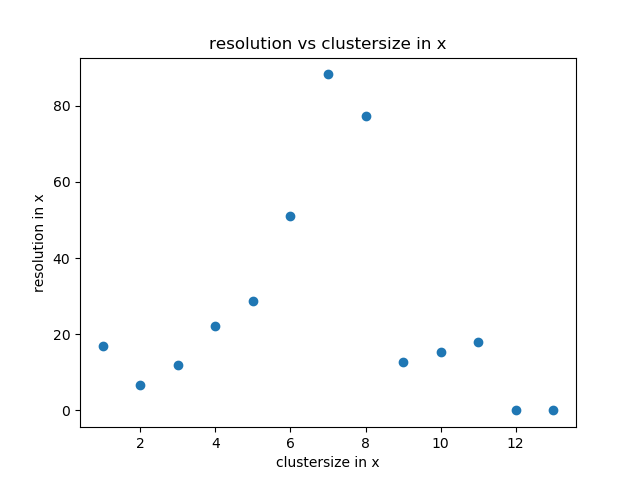 resolution vs clustersize in x
80
60
40
20
0
resolution in x
2 4 6 8 10 12
clustersize in x